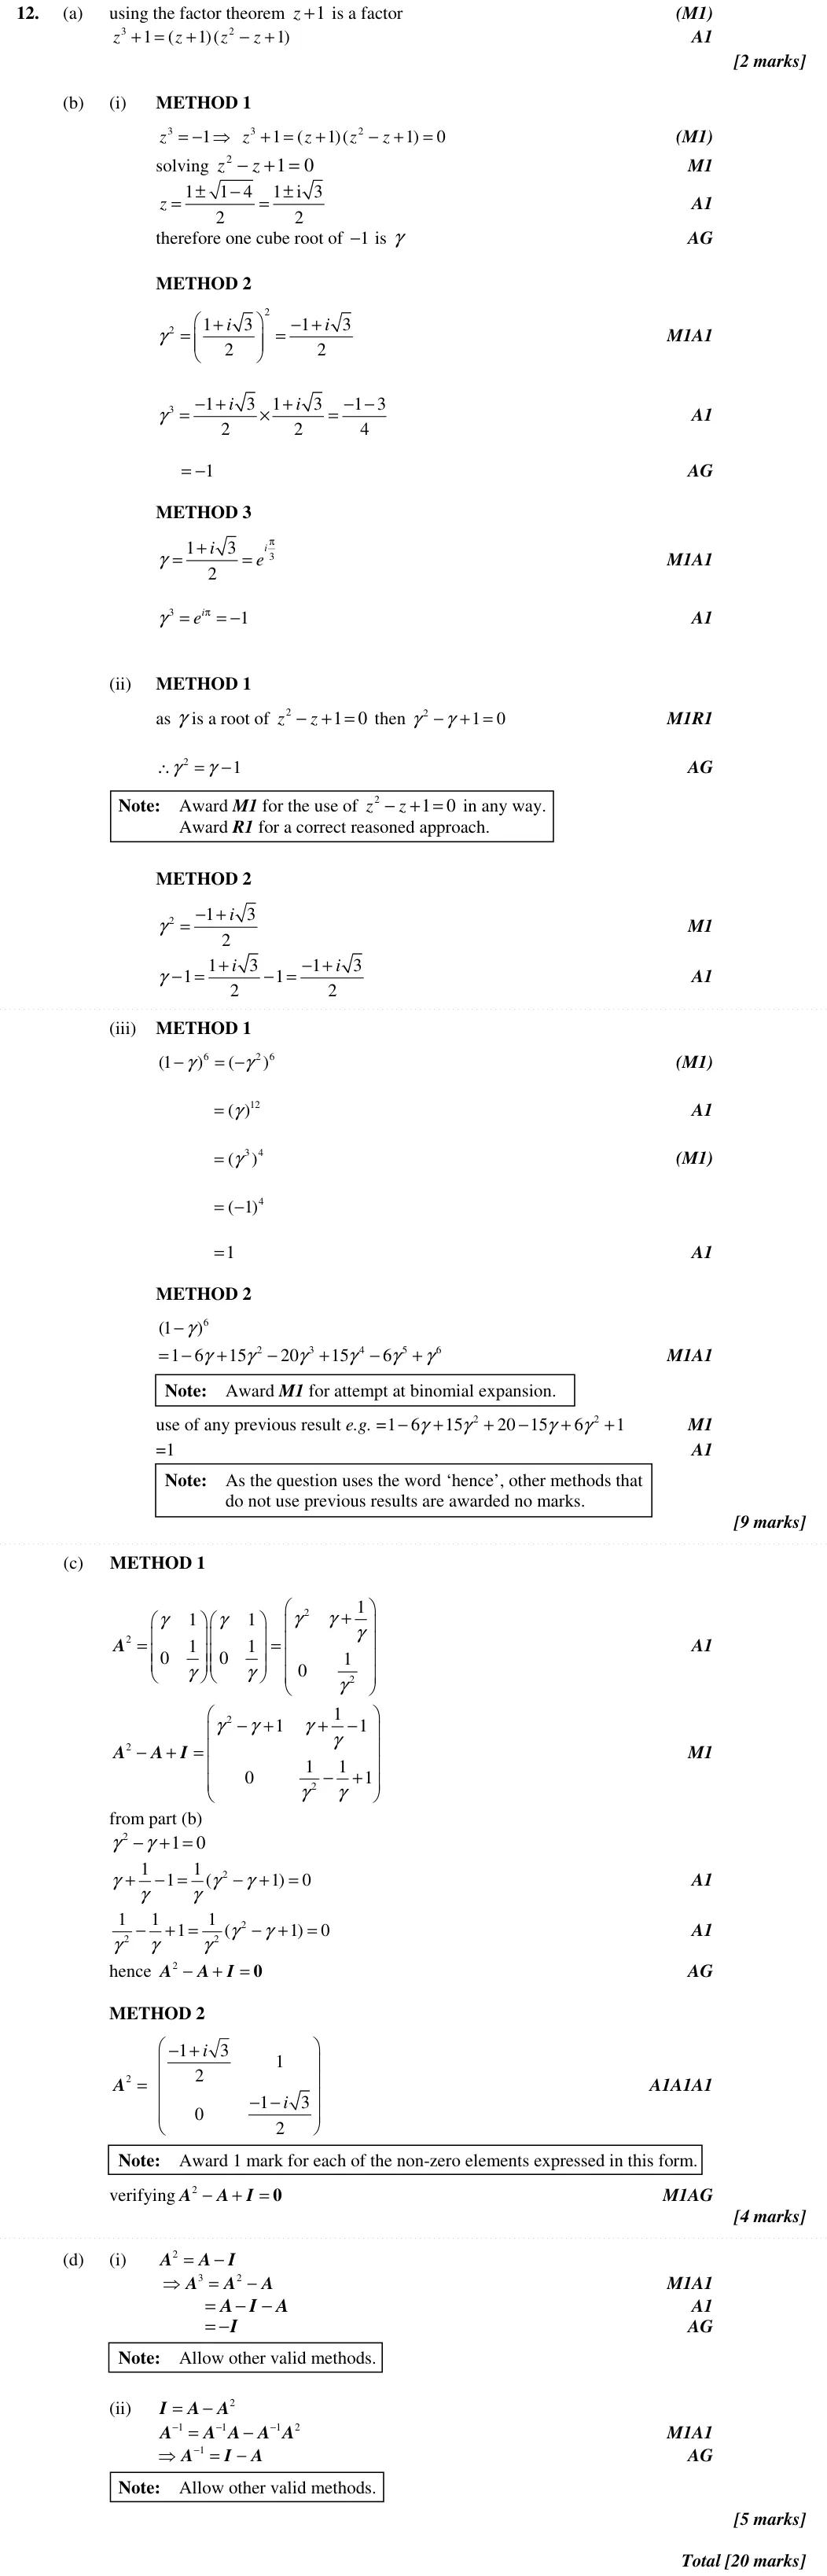 12. (a) using the factor theorem z+1 is a factor (M1)
z³+1=(z+1)(z²−z+1) A1
[2 marks]
(b) (i) METHOD 1
z³=−1⇒ z³+1=(z+1)(z²−z+1)=0 (M1)
solving z²−z+1=0 M1
z=(1±√(1−4))/2=(1±i√3)/2 A1
therefore one cube root of −1 is γ AG
METHOD 2
γ²=((1+i√3)/2)²=(−1+i√3)/2 M1A1
γ³=(−1+i√3)/2×(1+i√3)/2=(−1−3)/4 A1
=−1 AG
METHOD 3
γ=(1+i√3)/2=e^(iπ/3) M1A1
γ³=e^(iπ)=−1 A1
(ii) METHOD 1
as γ is a root of z²−z+1=0 then γ²−γ+1=0 M1R1
∴γ²=γ−1 AG
Note: Award M1 for the use of z²−z+1=0 in any way.
Award R1 for a correct reasoned approach.
METHOD 2
γ²=(−1+i√3)/2 M1
γ−1=(1+i√3)/2−1=(−1+i√3)/2 A1
(iii) METHOD 1
(1−γ)⁶=(−γ²)⁶ (M1)
=(γ)¹² A1
=(γ³)⁴ (M1)
=(−1)⁴
=1 A1
METHOD 2
(1−γ)⁶
=1−6γ+15γ²−20γ³+15γ⁴−6γ⁵+γ⁶ M1A1
Note: Award M1 for attempt at binomial expansion.
use of any previous result e.g. =1−6γ+15γ²+20−15γ+6γ²+1 M1
=1 A1
Note: As the question uses the word ‘hence’, other methods that
do not use previous results are awarded no marks.
[9 marks]
(c) METHOD 1
A²=(γ 1; 0 1/γ)(γ 1; 0 1/γ)=(γ² γ+1/γ; 0 1/γ²) A1
A²−A+I=(γ²−γ+1 γ+1/γ−1; 0 1/γ²−1/γ+1) M1
from part (b)
γ²−γ+1=0
γ+1/γ−1=1/γ(γ²−γ+1)=0 A1
1/γ²−1/γ+1=1/γ²(γ²−γ+1)=0 A1
hence A²−A+I=0 AG
METHOD 2
A²=((−1+i√3)/2 1; 0 (−1−i√3)/2) A1A1A1
Note: Award 1 mark for each of the non-zero elements expressed in this form.
verifying A²−A+I=0 M1AG
[4 marks]
(d) (i) A²=A−I
⇒A³=A²−A M1A1
=A−I−A A1
=−I AG
Note: Allow other valid methods.
(ii) I=A−A²
A⁻¹=A⁻¹A−A⁻¹A² M1A1
⇒A⁻¹=I−A AG
Note: Allow other valid methods.
[5 marks]
Total [20 marks]